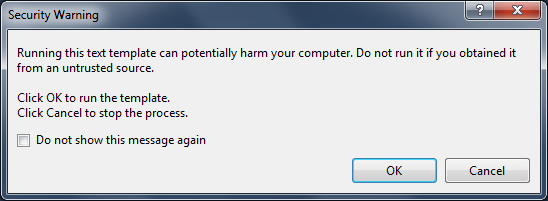 Security Warning
Running this text template can potentially harm your computer. Do not run it if you obtained it
from an untrusted source.
Click OK to run the template.
Click Cancel to stop the process.
Do not show this message again
OK Cancel